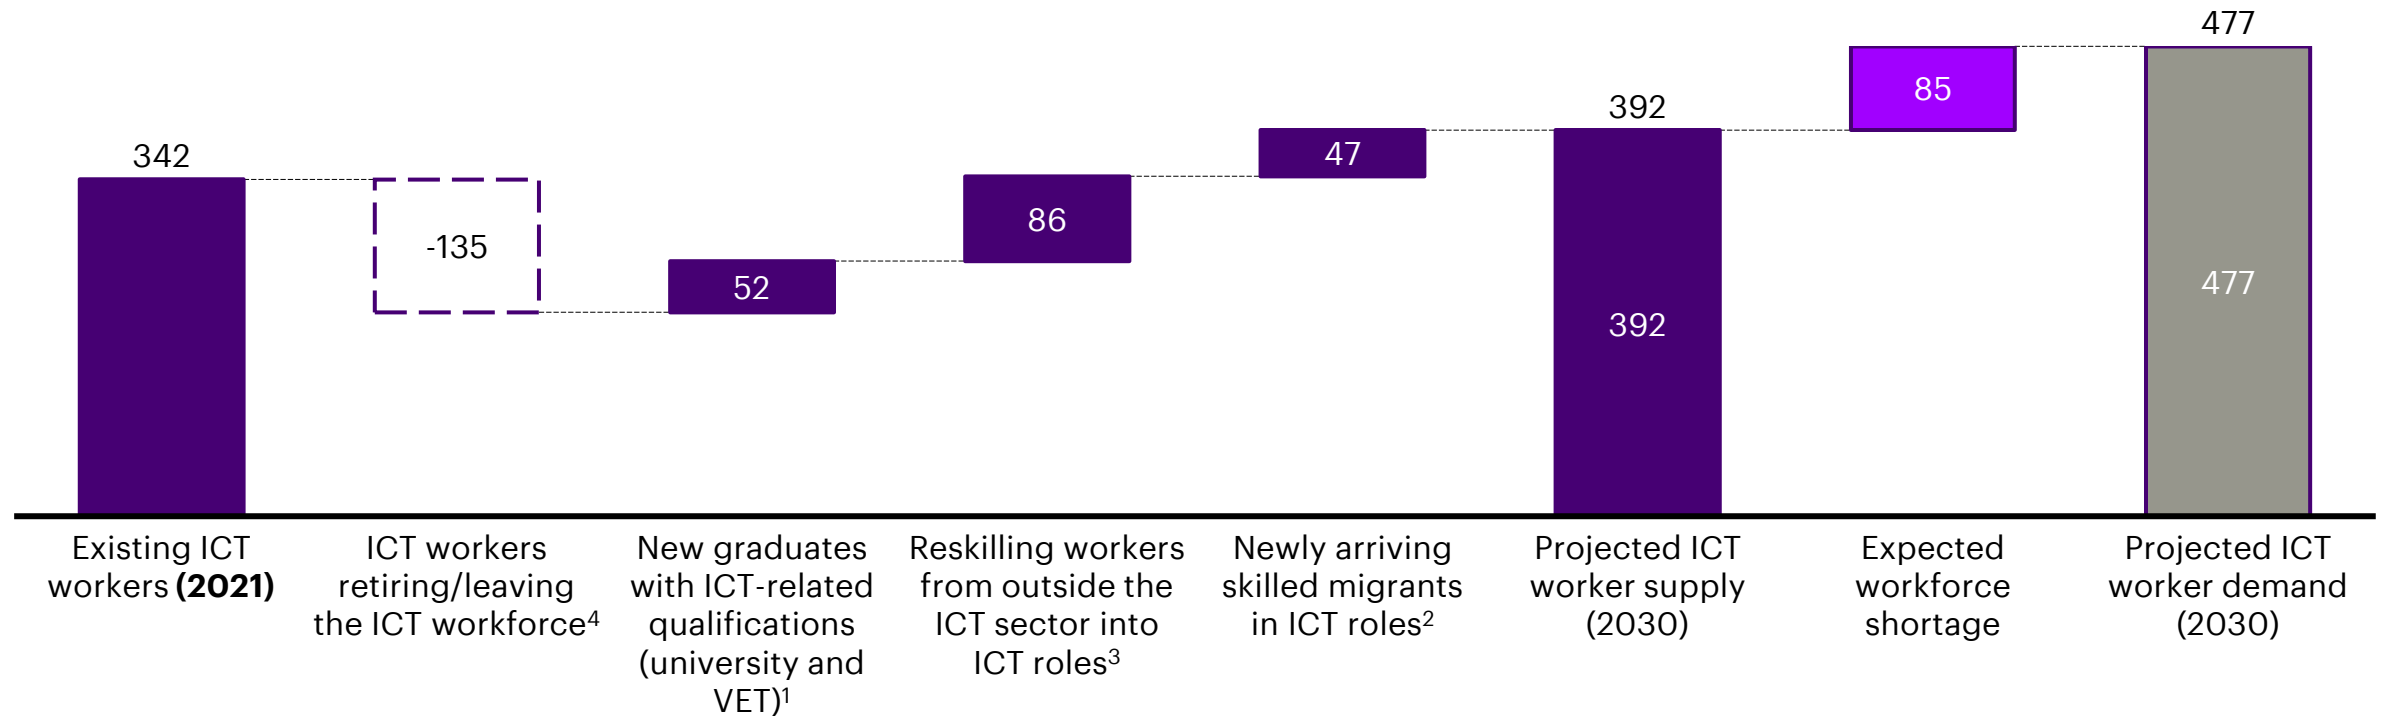 477
392
85
342
47
86
-135
52
477
392
Existing ICT
workers (2021)
ICT workers
retiring/leaving
the ICT workforce⁴
New graduates
with ICT-related
qualifications
(university and
VET)¹
Reskilling workers
from outside the
ICT sector into
ICT roles³
Newly arriving
skilled migrants
in ICT roles²
Projected ICT
worker supply
(2030)
Expected
workforce
shortage
Projected ICT
worker demand
(2030)